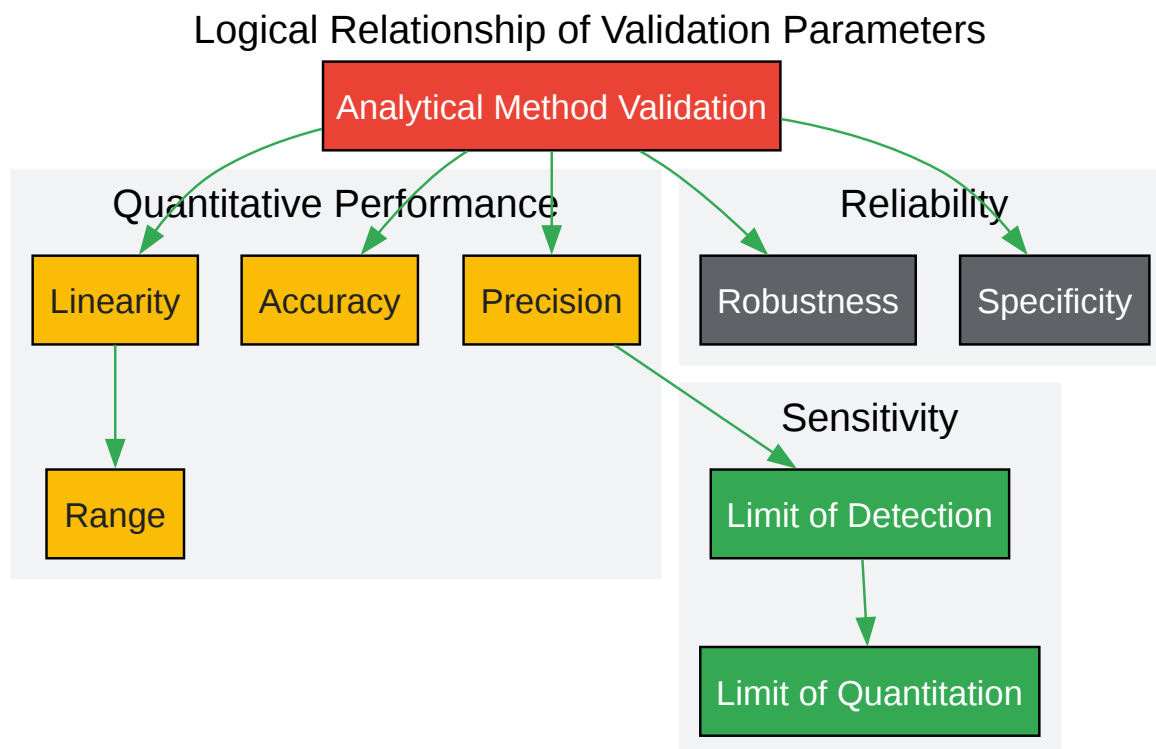 Logical Relationship of Validation Parameters
Analytical Method Validation
Quantitative Performance
Reliability
Linearity
Accuracy
Precision
Robustness
Specificity
Sensitivity
Range
Limit of Detection
Limit of Quantitation